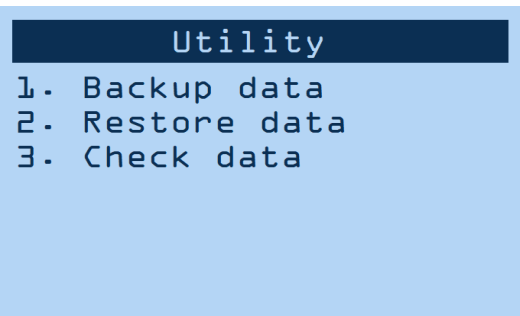 Utility
1. Backup data
2. Restore data
3. Check data